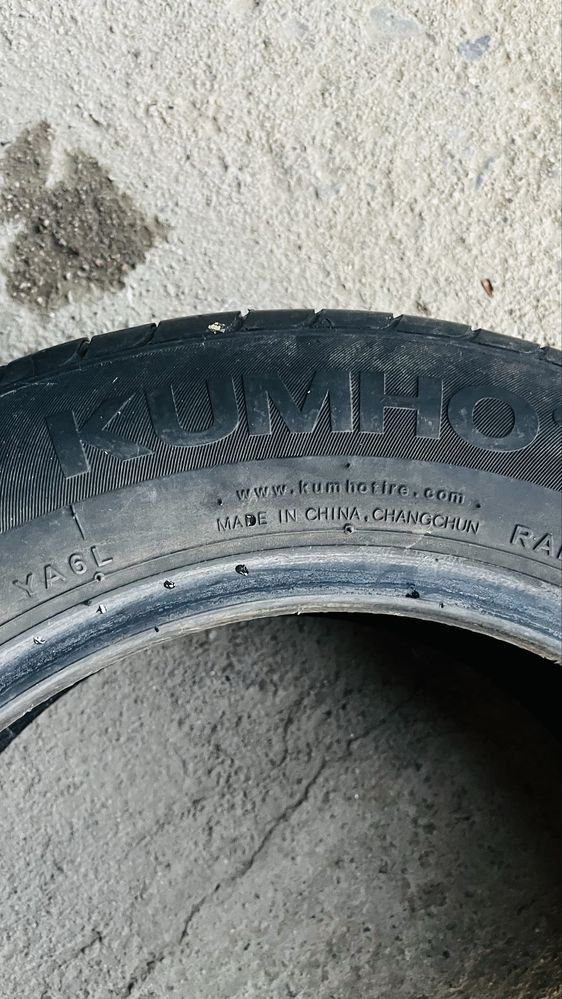 KUMHO
www.kumhotire.com
MADE IN CHINA, CHANGCHUN
YA6L